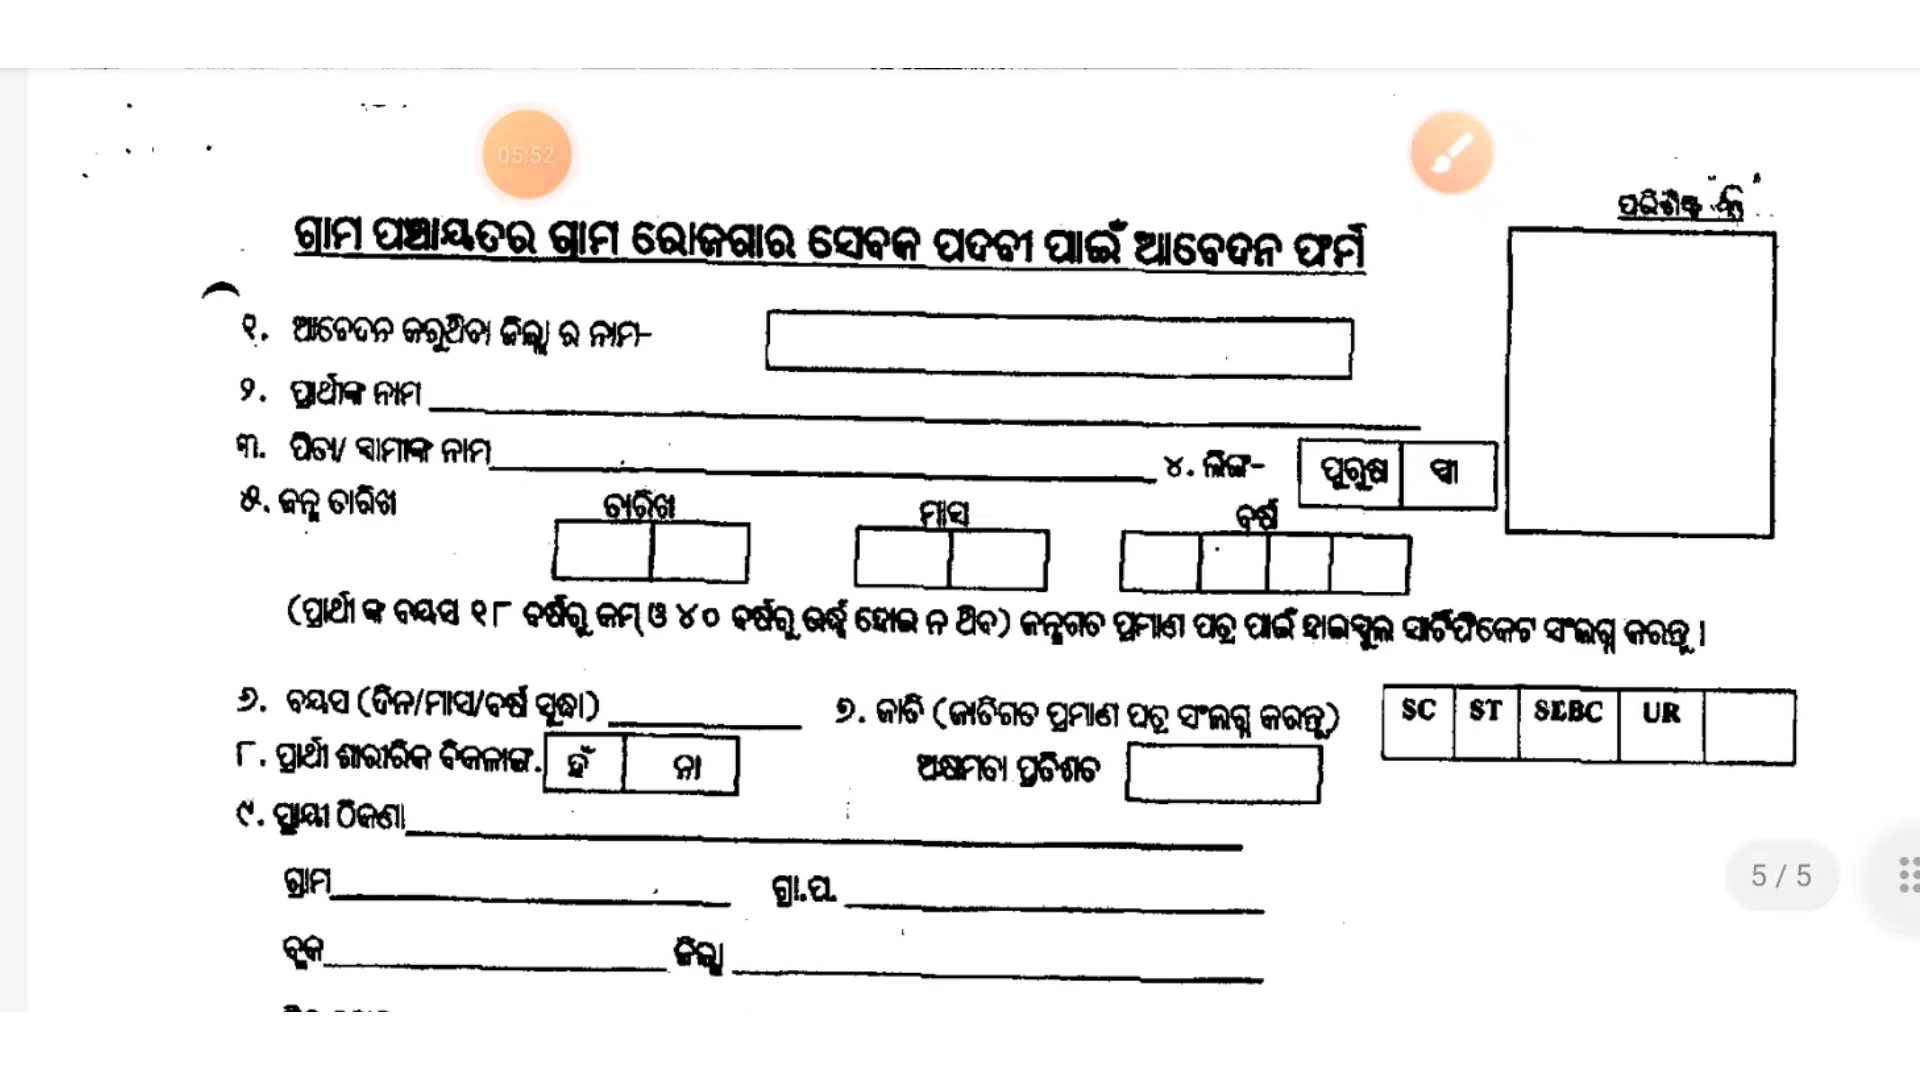 05:52
ପରିଶିଷ୍ଟ
ଗ୍ରାମ ପଞ୍ଚାୟତର ଗ୍ରାମ ରୋଜଗାର ସେବକ ପଦବୀ ପାଇଁ ଆବେଦନ ଫର୍ମ
୧. ଆବେଦନ କରୁଥିବା ଜିଲ୍ଲା ର ନାମ-
୨. ପ୍ରାର୍ଥୀଙ୍କ ନାମ
୩. ପିତା/ ସ୍ଵାମୀଙ୍କ ନାମ ୪. ଲିଙ୍ଗ- ପୁରୁଷ ସ୍ତ୍ରୀ
୫. ଜନ୍ମ ତାରିଖ ତାରିଖ ମାସ ବର୍ଷ
(ପ୍ରାର୍ଥୀ ଙ୍କ ବୟସ ୧୮ ବର୍ଷରୁ କମ୍ ଓ ୪୦ ବର୍ଷରୁ ଉର୍ଦ୍ଧ୍ୱ ହୋଇ ନ ଥିବ) ଜନ୍ମଗତ ପ୍ରମାଣ ପତ୍ର ପାଇଁ ହାଇସ୍କୁଲ ସାର୍ଟିଫିକେଟ ସଂଲଗ୍ନ କରନ୍ତୁ ।
୬. ବୟସ (ଦିନ/ମାସ/ବର୍ଷ ସୁଦ୍ଧା) ୭. ଜାତି (ଜାତିଗତ ପ୍ରମାଣ ପତ୍ର ସଂଲଗ୍ନ କରନ୍ତୁ) SC ST SEBC UR
୮. ପ୍ରାର୍ଥୀ ଶାରୀରିକ ବିକଳାଙ୍ଗ. ହଁ ନା ଅକ୍ଷମତା ପ୍ରତିଶତ
୯. ସ୍ଥାୟୀ ଠିକଣା
ଗ୍ରାମ ଗ୍ରା.ପ.
ବ୍ଲକ ଜିଲ୍ଲା
5 / 5